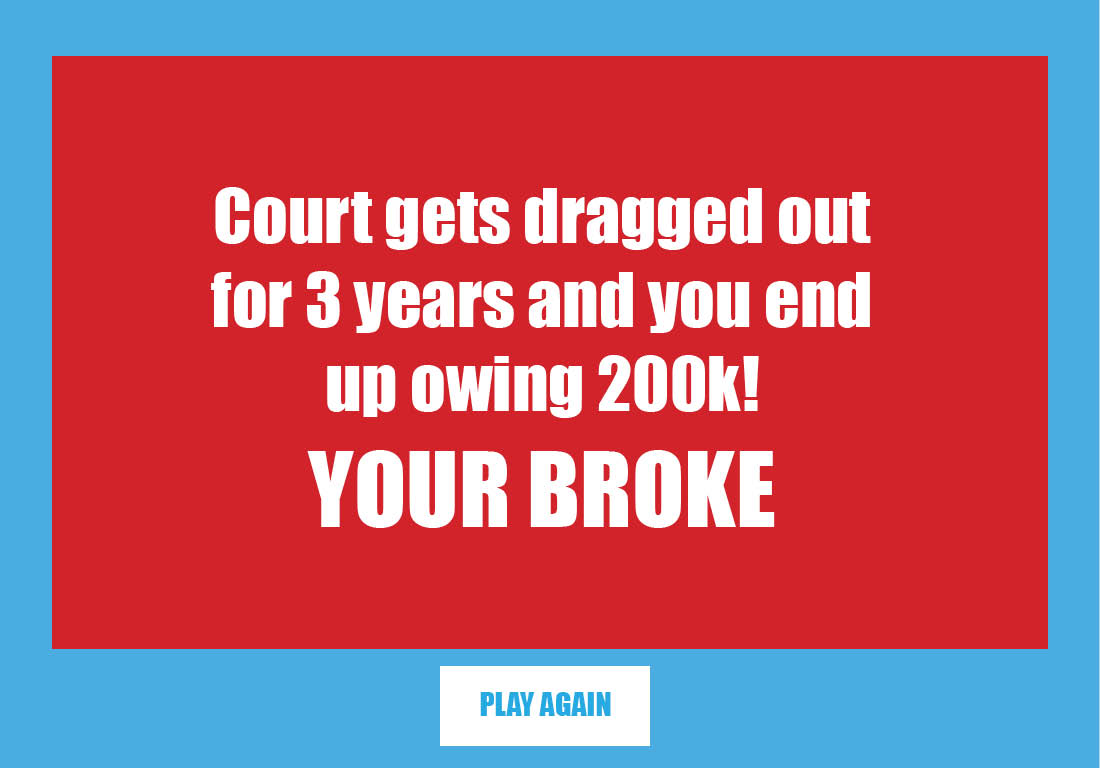 Court gets dragged out
for 3 years and you end
up owing 200k!
YOUR BROKE
PLAY AGAIN